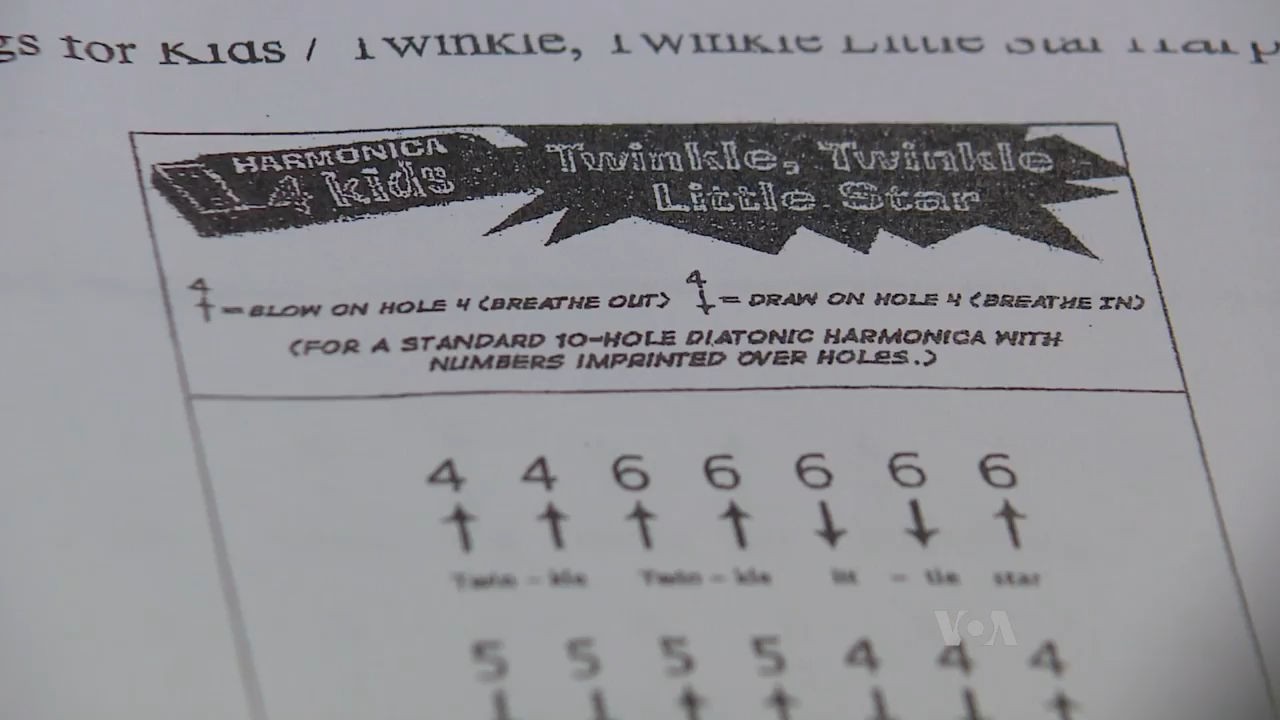 gs for Kids / Twinkle, Twinkle Little Star Harp
HARMONICA
4 kids
Twinkle, Twinkle
Little Star
4
↑ = BLOW ON HOLE 4 (BREATHE OUT) 4 ↓ = DRAW ON HOLE 4 (BREATHE IN)
(FOR A STANDARD 10-HOLE DIATONIC HARMONICA WITH
NUMBERS IMPRINTED OVER HOLES.)
4 4 6 6 6 6 6
↑ ↑ ↑ ↑ ↓ ↓ ↑
Twin - kle Twin - kle lit - tle star
VOA
5 5 5 5 4 4 4